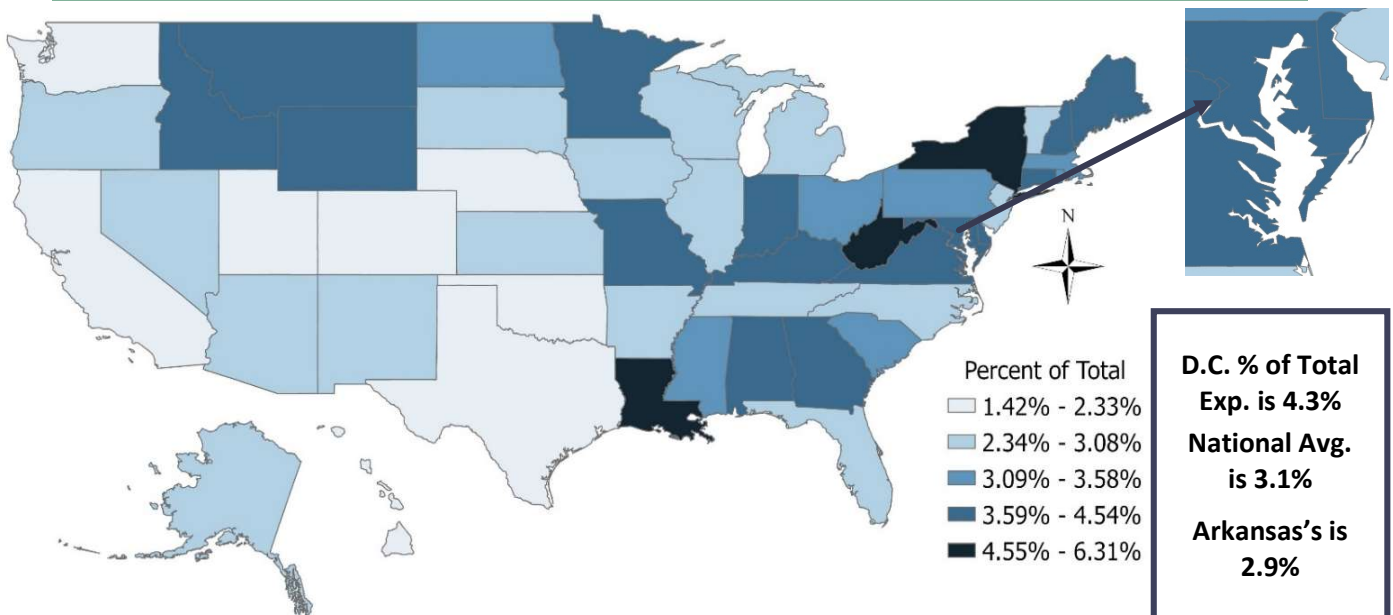 N
Percent of Total
1.42% - 2.33%
2.34% - 3.08%
3.09% - 3.58%
3.59% - 4.54%
4.55% - 6.31%
D.C. % of Total
Exp. is 4.3%
National Avg.
is 3.1%
Arkansas’s is
2.9%